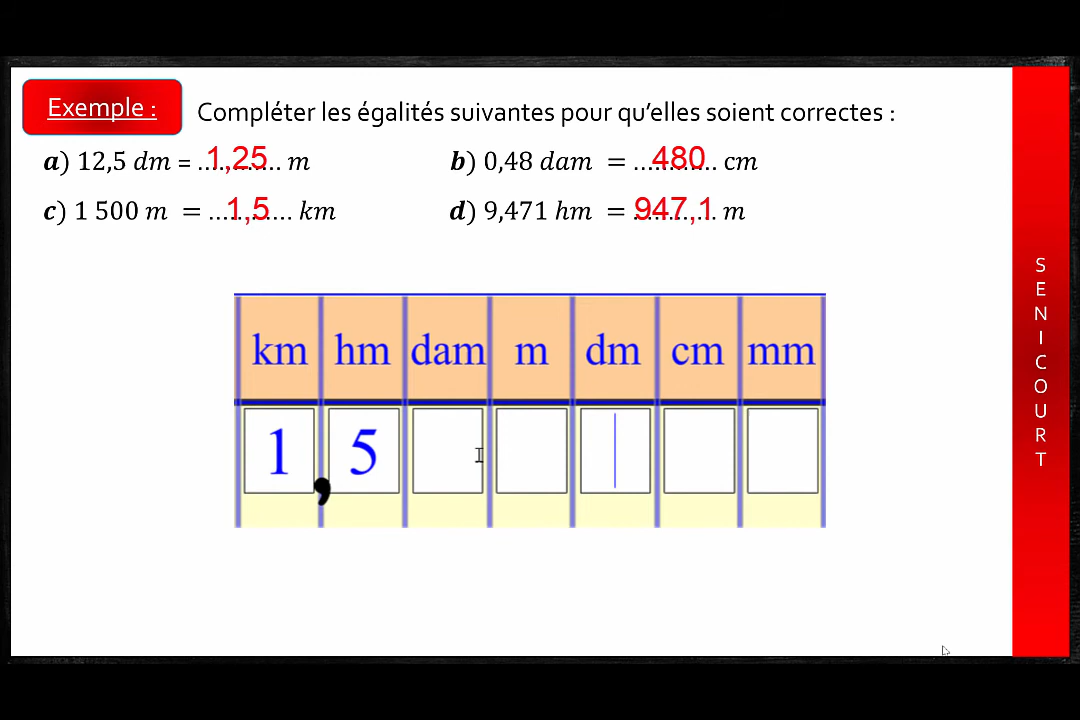 Exemple :
Compléter les égalités suivantes pour qu’elles soient correctes :
a) 12,5 dm = ...1,25... m
b) 0,48 dam = ...480... cm
c) 1 500 m = ...1,5... km
d) 9,471 hm = ...947,1... m
km hm dam m dm cm mm
1 , 5
SENICOURT